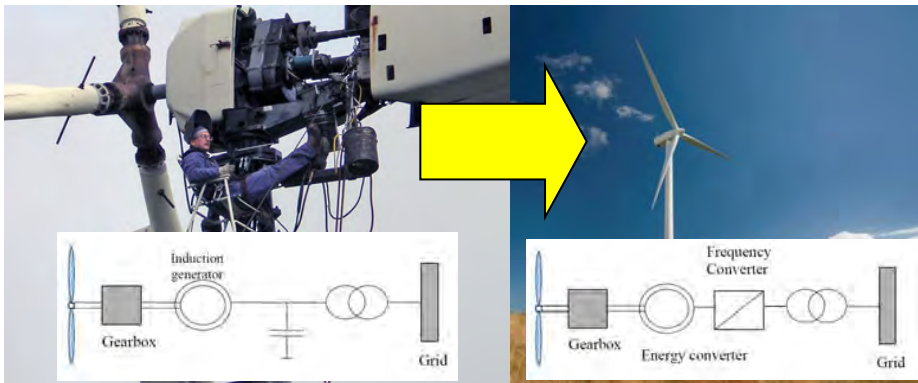 Induction
generator
Gearbox
Grid
Frequency
Converter
Gearbox
Energy converter
Grid